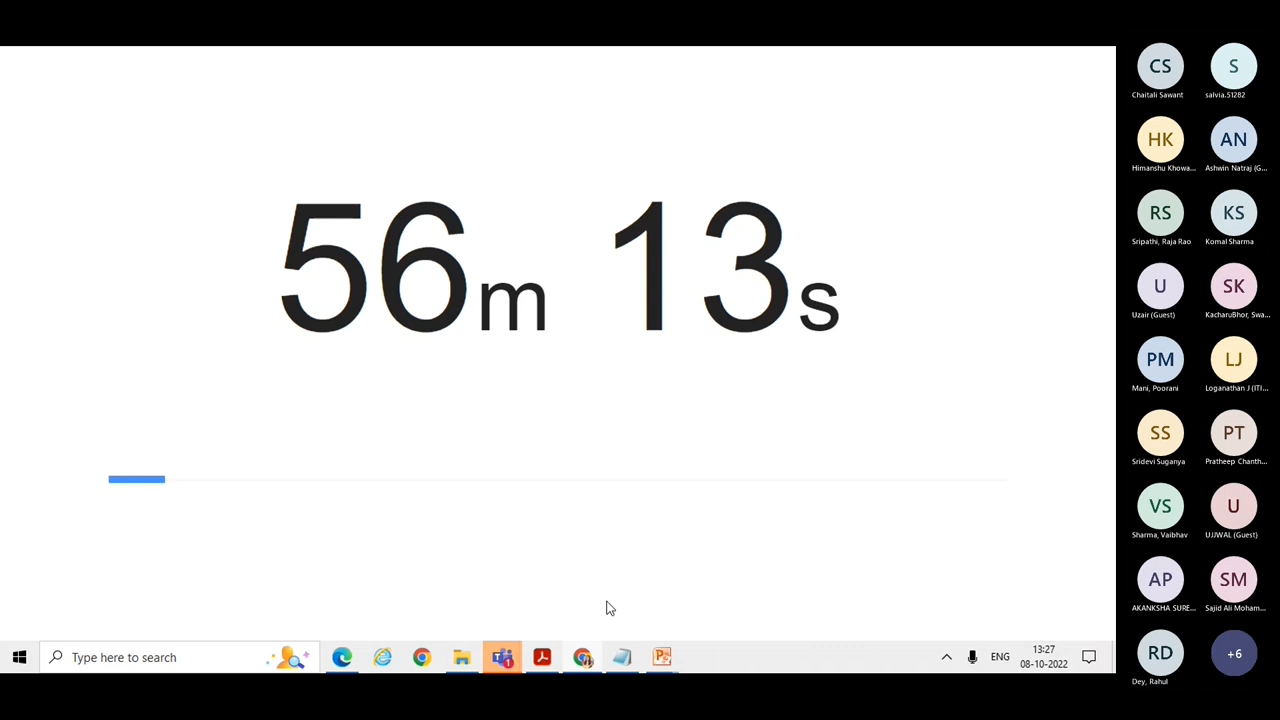 56m 13s
CS
Chaitali Sawant
S
salvia.51282
HK
Himanshu Khowa...
AN
Ashwin Natraj (G...
RS
Sripathi, Raja Rao
KS
Komal Sharma
U
Uzair (Guest)
SK
KacharuBhor, Swa...
PM
Mani, Poorani
LJ
Loganathan J (ITI...
SS
Sridevi Suganya
PT
Pratheep Chanth...
VS
Sharma, Vaibhav
U
UJJWAL (Guest)
AP
AKANKSHA SURE...
SM
Sajid Ali Moham...
RD
Dey, Rahul
+6
Type here to search
1
ENG
13:27
08-10-2022